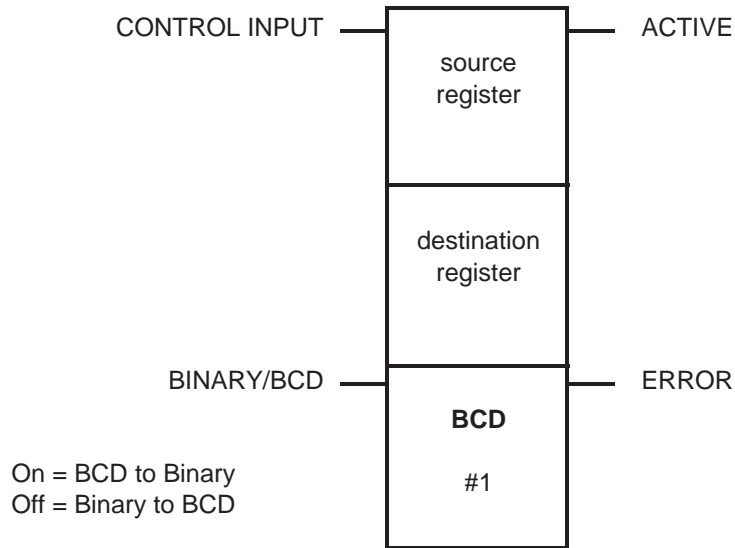 CONTROL INPUT
ACTIVE
source
register
destination
register
BINARY/BCD
ERROR
BCD
#1
On = BCD to Binary
Off = Binary to BCD